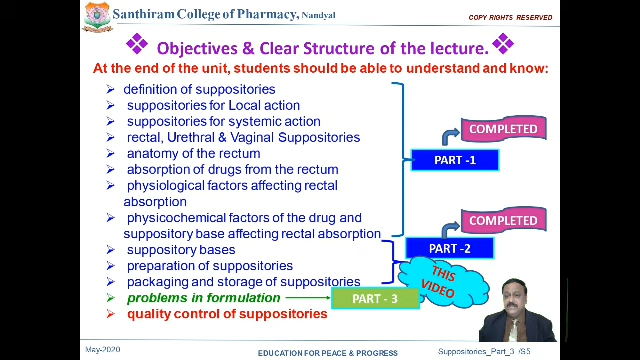 Santhiram College of Pharmacy, Nandyal
COPY RIGHTS RESERVED
❖ Objectives & Clear Structure of the lecture. ❖
At the end of the unit, students should be able to understand and know:
➢ definition of suppositories
➢ suppositories for Local action
➢ suppositories for systemic action
➢ rectal, Urethral & Vaginal Suppositories
➢ anatomy of the rectum
➢ absorption of drugs from the rectum
➢ physiological factors affecting rectal
absorption
➢ physicochemical factors of the drug and
suppository base affecting rectal absorption
➢ suppository bases
➢ preparation of suppositories
➢ packaging and storage of suppositories
➢ problems in formulation
➢ quality control of suppositories
COMPLETED
PART -1
COMPLETED
PART -2
THIS
VIDEO
PART - 3
May-2020
EDUCATION FOR PEACE & PROGRESS
Suppositories_Part_3 /S5